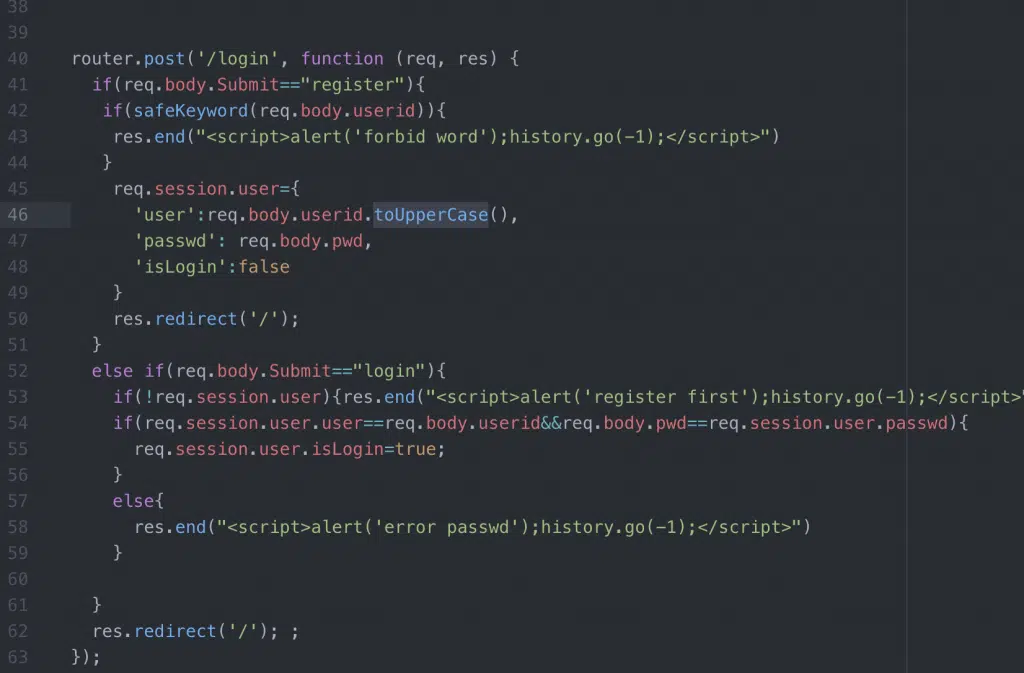 38
39
40 router.post('/login', function (req, res) {
41 if(req.body.Submit=="register"){
42 if(safeKeyword(req.body.userid)){
43 res.end("<script>alert('forbid word');history.go(-1);</script>")
44 }
45 req.session.user={
46 'user':req.body.userid.toUpperCase(),
47 'passwd': req.body.pwd,
48 'isLogin':false
49 }
50 res.redirect('/');
51 }
52 else if(req.body.Submit=="login"){
53 if(!req.session.user){res.end("<script>alert('register first');history.go(-1);</script>"
54 if(req.session.user.user==req.body.userid&&req.body.pwd==req.session.user.passwd){
55 req.session.user.isLogin=true;
56 }
57 else{
58 res.end("<script>alert('error passwd');history.go(-1);</script>")
59 }
60
61 }
62 res.redirect('/'); ;
63 });